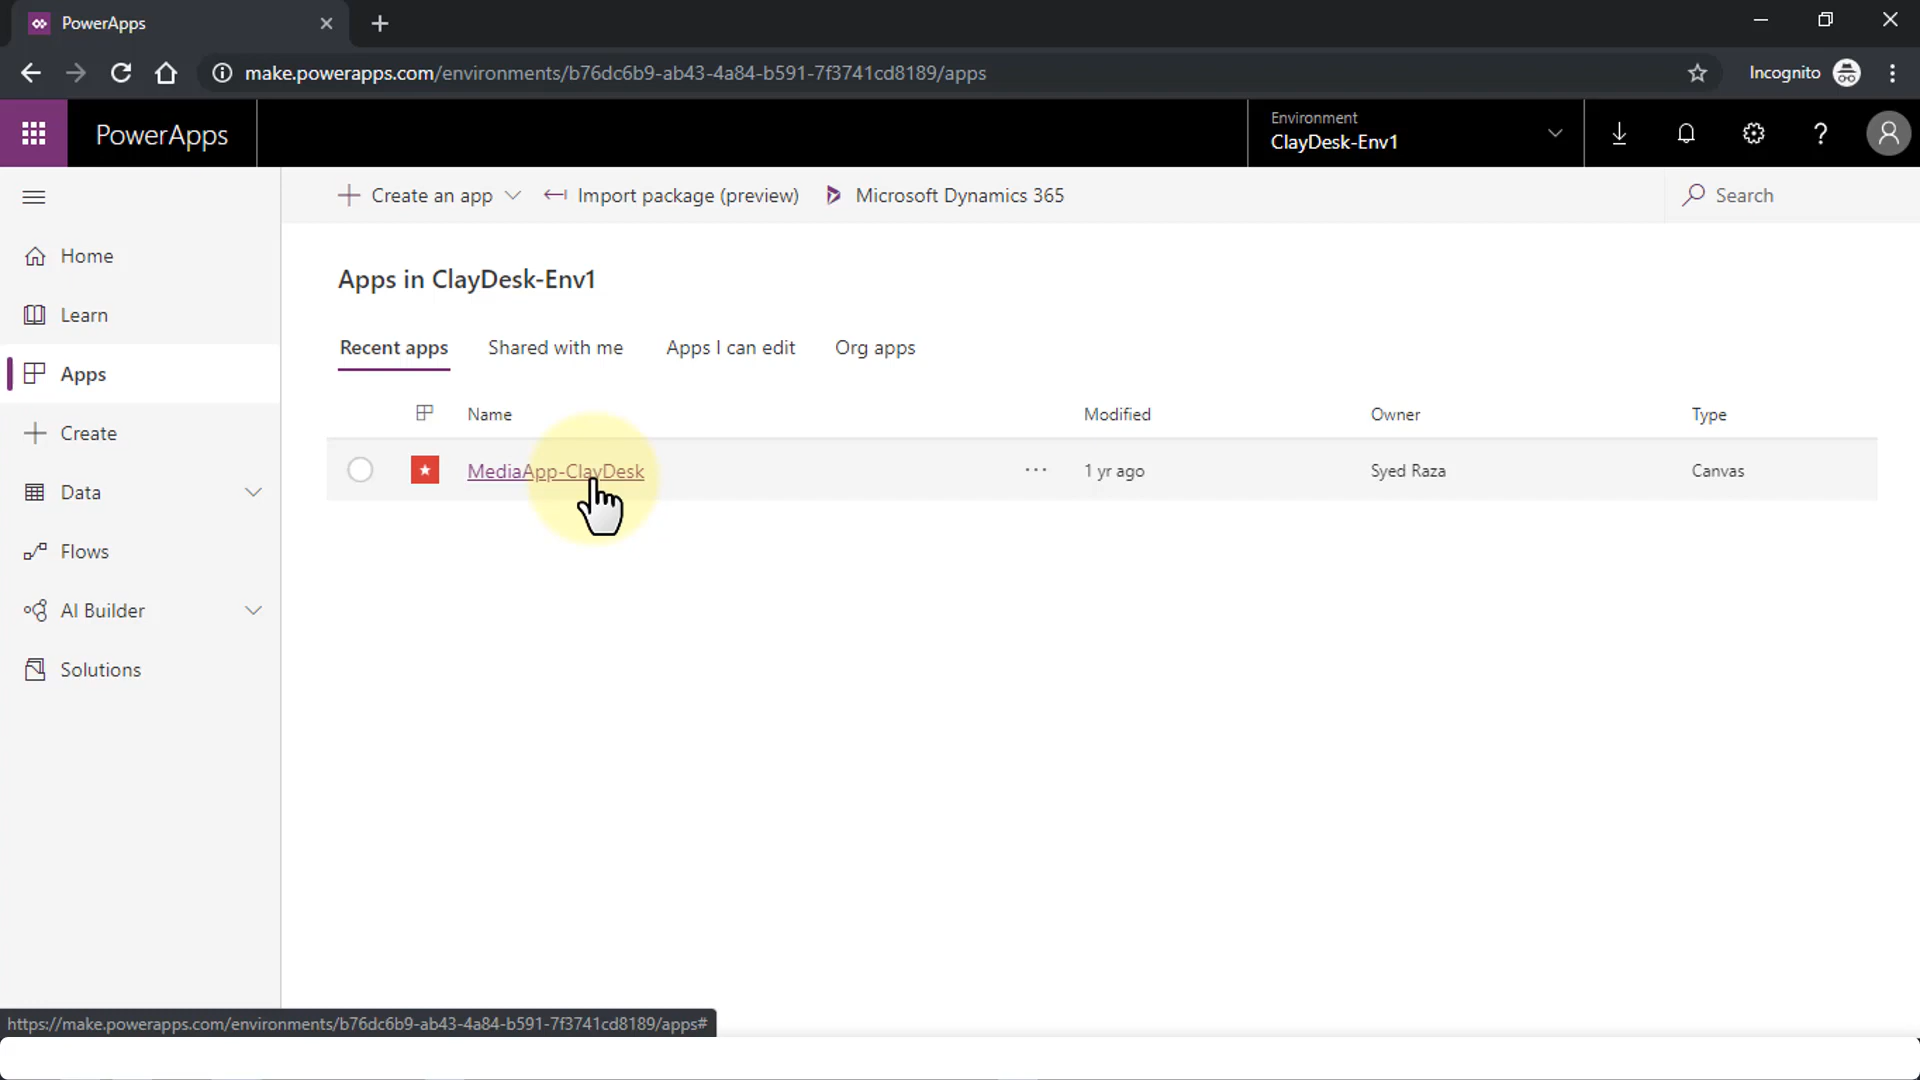 PowerApps
make.powerapps.com/environments/b76dc6b9-ab43-4a84-b591-7f3741cd8189/apps
Incognito
PowerApps
Environment
ClayDesk-Env1
Create an app
Import package (preview)
Microsoft Dynamics 365
Search
Home
Learn
Apps
Create
Data
Flows
AI Builder
Solutions
Apps in ClayDesk-Env1
Recent apps
Shared with me
Apps I can edit
Org apps
Name
Modified
Owner
Type
MediaApp-ClayDesk
1 yr ago
Syed Raza
Canvas
https://make.powerapps.com/environments/b76dc6b9-ab43-4a84-b591-7f3741cd8189/apps#